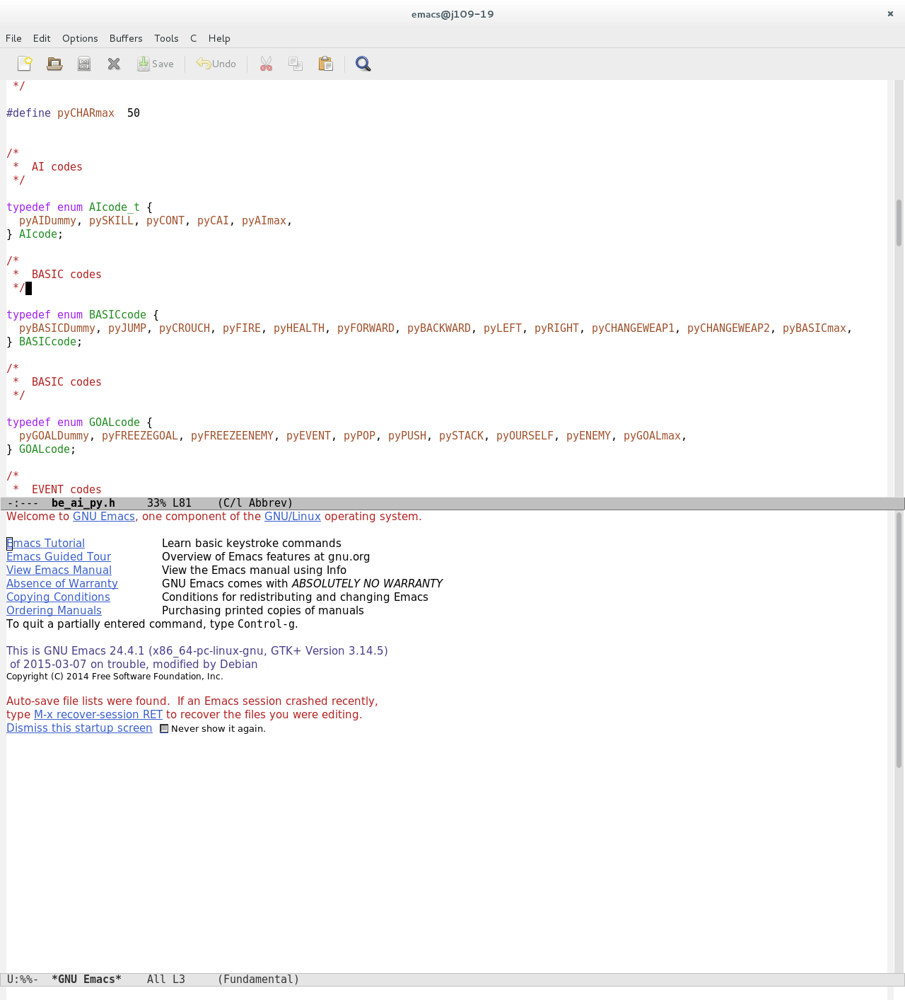 emacs@j109-19
File Edit Options Buffers Tools C Help
Save Undo
 */
#define pyCHARmax  50
/*
 *  AI codes
 */
typedef enum AIcode_t {
  pyAIDummy, pySKILL, pyCONT, pyCAI, pyAImax,
} AIcode;
/*
 *  BASIC codes
 */
typedef enum BASICcode {
  pyBASICDummy, pyJUMP, pyCROUCH, pyFIRE, pyHEALTH, pyFORWARD, pyBACKWARD, pyLEFT, pyRIGHT, pyCHANGEWEAP1, pyCHANGEWEAP2, pyBASICmax,
} BASICcode;
/*
 *  BASIC codes
 */
typedef enum GOALcode {
  pyGOALDummy, pyFREEZEGOAL, pyFREEZEENEMY, pyEVENT, pyPOP, pyPUSH, pySTACK, pyOURSELF, pyENEMY, pyGOALmax,
} GOALcode;
/*
 *  EVENT codes
-:---  be_ai_py.h     33% L81    (C/l Abbrev)
Welcome to GNU Emacs, one component of the GNU/Linux operating system.
Emacs Tutorial Learn basic keystroke commands
Emacs Guided Tour Overview of Emacs features at gnu.org
View Emacs Manual View the Emacs manual using Info
Absence of Warranty GNU Emacs comes with ABSOLUTELY NO WARRANTY
Copying Conditions Conditions for redistributing and changing Emacs
Ordering Manuals Purchasing printed copies of manuals
To quit a partially entered command, type Control-g.
This is GNU Emacs 24.4.1 (x86_64-pc-linux-gnu, GTK+ Version 3.14.5)
 of 2015-03-07 on trouble, modified by Debian
Copyright (C) 2014 Free Software Foundation, Inc.
Auto-save file lists were found.  If an Emacs session crashed recently,
type M-x recover-session RET to recover the files you were editing.
Dismiss this startup screen Never show it again.
U:%%-  *GNU Emacs*    All L3     (Fundamental)